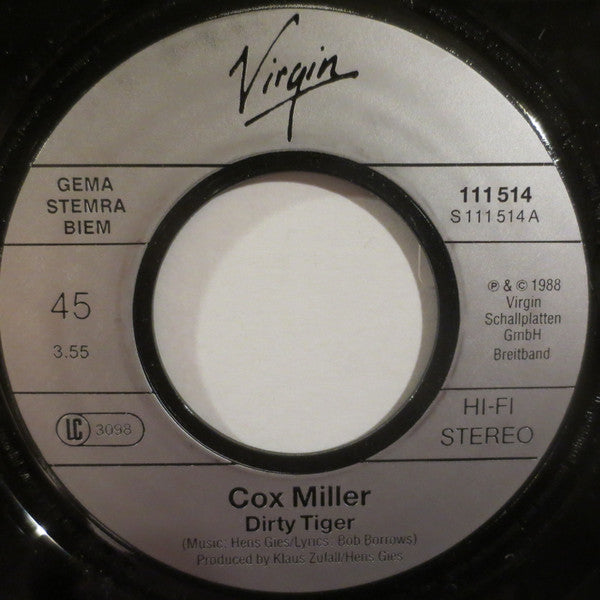 Virgin
GEMA
STEMRA
BIEM
111 514
S 111 514 A
45
3.55
℗ & © 1988
Virgin
Schallplatten
GmbH
Breitband
LC 3098
HI-FI
STEREO
Cox Miller
Dirty Tiger
(Music: Hens Gies/Lyrics: Bob Borrows)
Produced by Klaus Zufall/Hens Gies